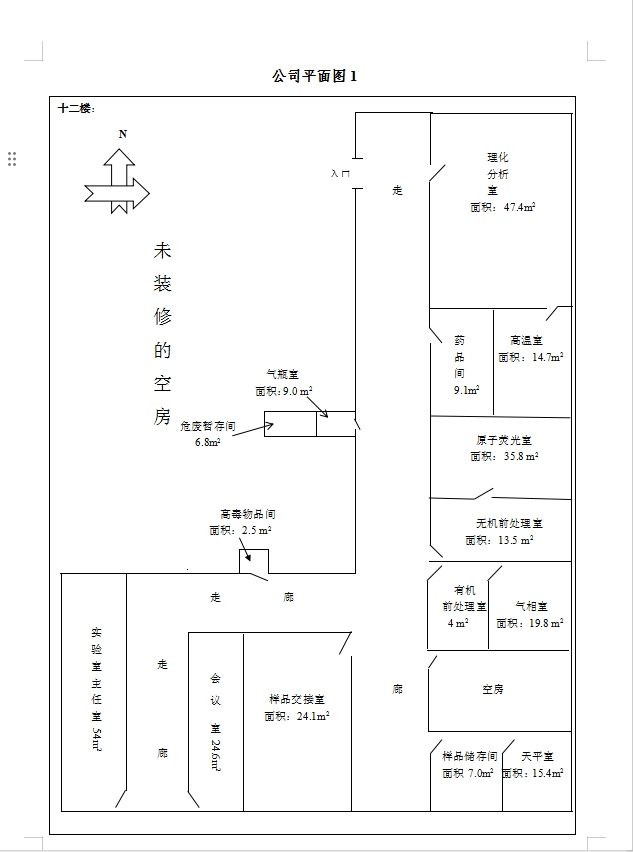 公司平面图 1
十二楼:
N
入口
走
理化
分析
室
面积: 47.4m²
未装修的空房
药品间
9.1m²
高温室
面积: 14.7m²
气瓶室
面积:9.0 m²
危废暂存间
6.8m²
原子荧光室
面积: 35.8 m²
高毒物品间
面积: 2.5 m²
无机前处理室
面积: 13.5 m²
走 廊
有机
前处理室
4 m²
气相室
面积: 19.8 m²
实验室主任室 54m²
走
廊
会议室 24.6m²
样品交接室
面积:24.1m²
廊
空房
样品储存间
面积 7.0m²
天平室
面积: 15.4m²